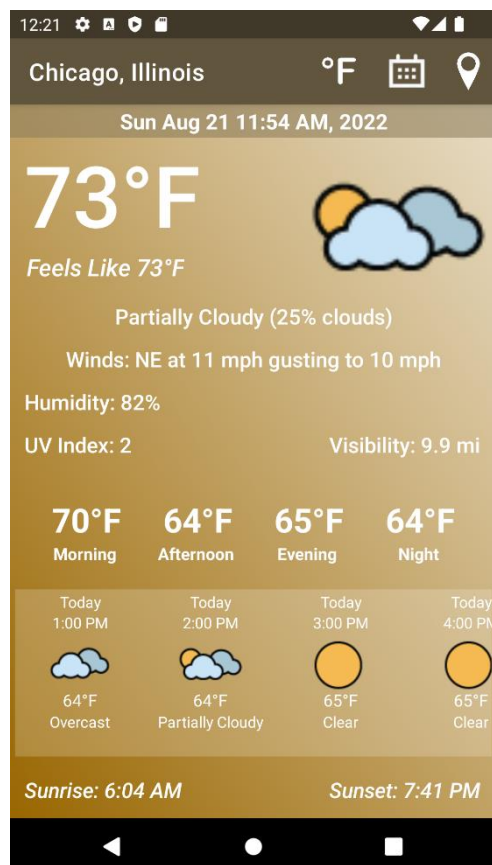 12:21
Chicago, Illinois °F
Sun Aug 21 11:54 AM, 2022
73°F
Feels Like 73°F
Partially Cloudy (25% clouds)
Winds: NE at 11 mph gusting to 10 mph
Humidity: 82%
UV Index: 2 Visibility: 9.9 mi
70°F 64°F 65°F 64°F
Morning Afternoon Evening Night
Today Today Today Today
1:00 PM 2:00 PM 3:00 PM 4:00 PM
64°F 64°F 65°F 65°F
Overcast Partially Cloudy Clear Clear
Sunrise: 6:04 AM Sunset: 7:41 PM